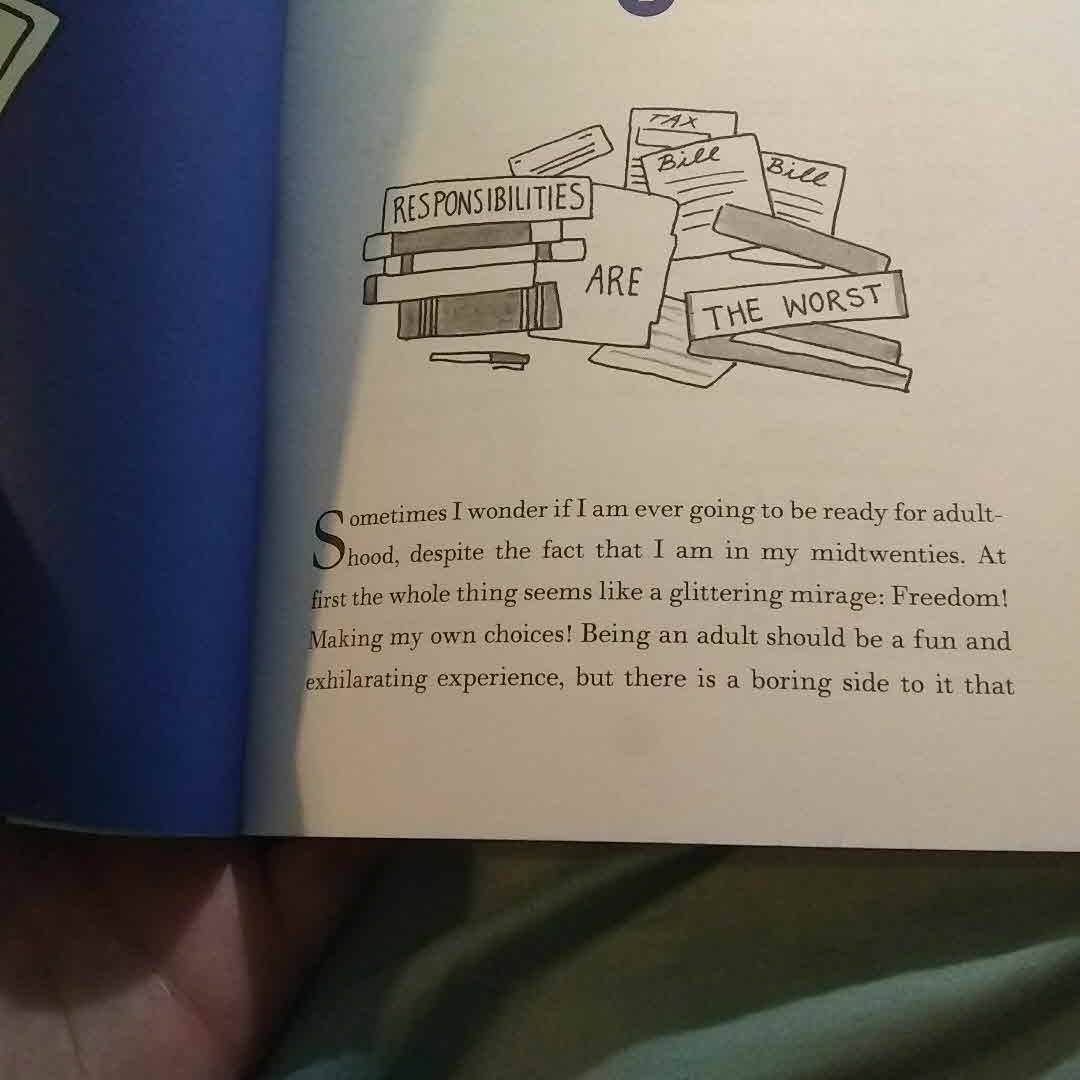 TAX
Bill
Bill
RESPONSIBILITIES
ARE
THE WORST
Sometimes I wonder if I am ever going to be ready for adult-
hood, despite the fact that I am in my midtwenties. At
first the whole thing seems like a glittering mirage: Freedom!
Making my own choices! Being an adult should be a fun and
exhilarating experience, but there is a boring side to it that